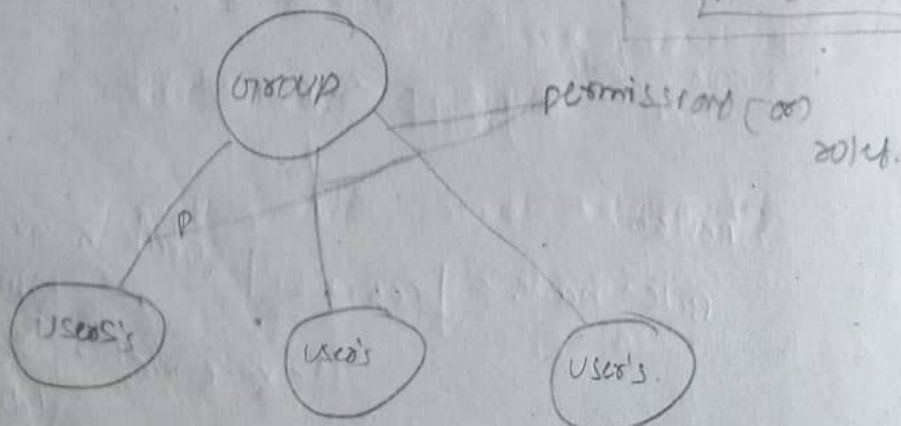 Group
permissions (or)
role.
P
Users's
User's
User's.